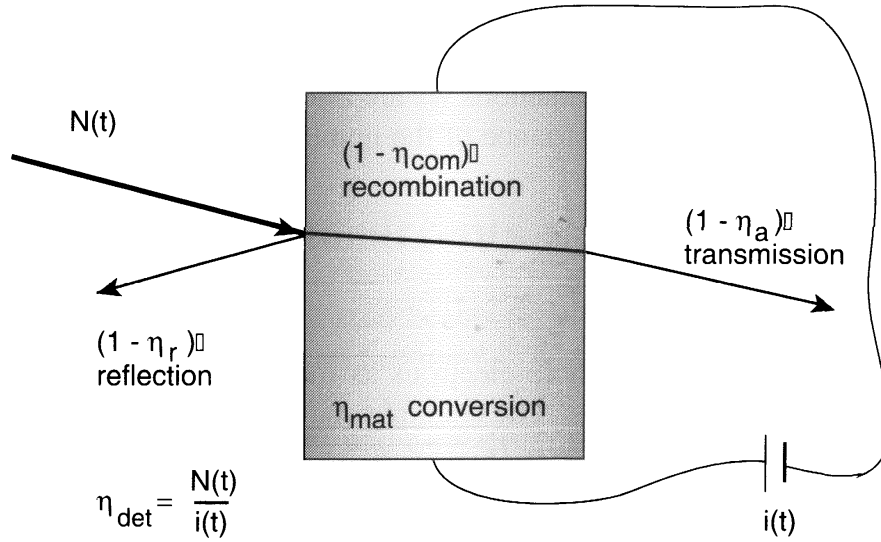 N(t)
(1 - η_com)▯
recombination
(1 - η_a)▯
transmission
(1 - η_r)▯
reflection
η_mat conversion
η_det = N(t)/i(t)
i(t)